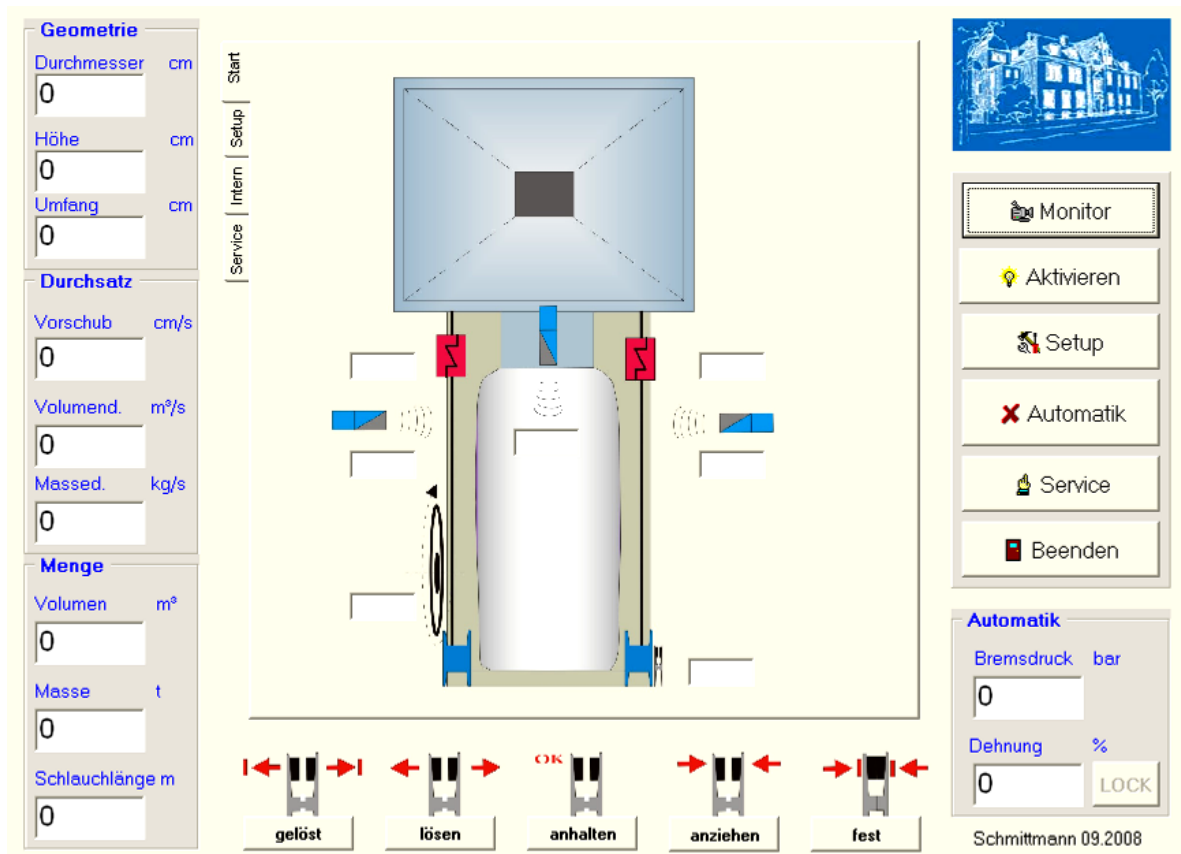 Geometrie
Durchmesser cm
0
Höhe cm
0
Umfang cm
0
Durchsatz
Vorschub cm/s
0
Volumend. m³/s
0
Massed. kg/s
0
Menge
Volumen m³
0
Masse t
0
Schlauchlänge m
0
Start
Setup
Intern
Service
OK
gelöst
lösen
anhalten
anziehen
fest
Monitor
Aktivieren
Setup
Automatik
Service
Beenden
Automatik
Bremsdruck bar
0
Dehnung %
0 LOCK
Schmittmann 09.2008